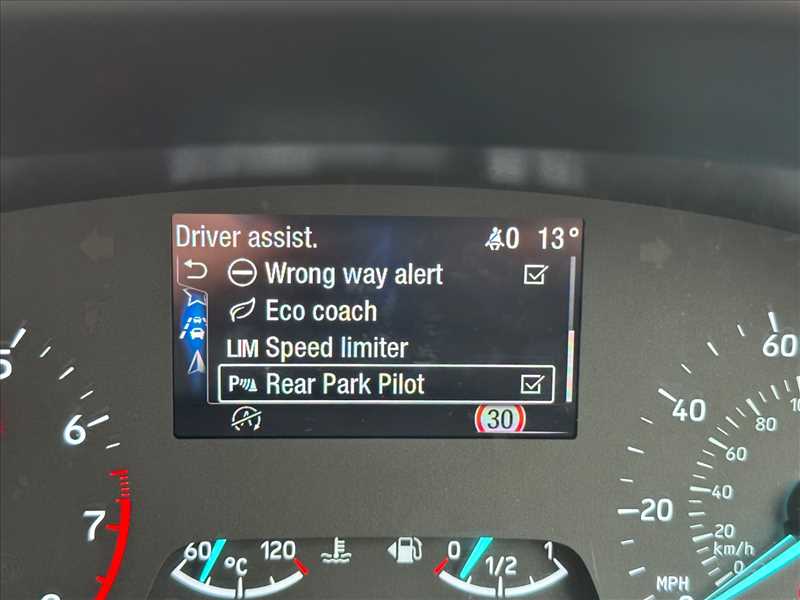 Driver assist. 0 13°
Wrong way alert
Eco coach
LIM Speed limiter
P Rear Park Pilot
30
5
6
7
60 °C 120
0 1/2 1
60
40
20
80
60
40
20
km/h
0
MPH